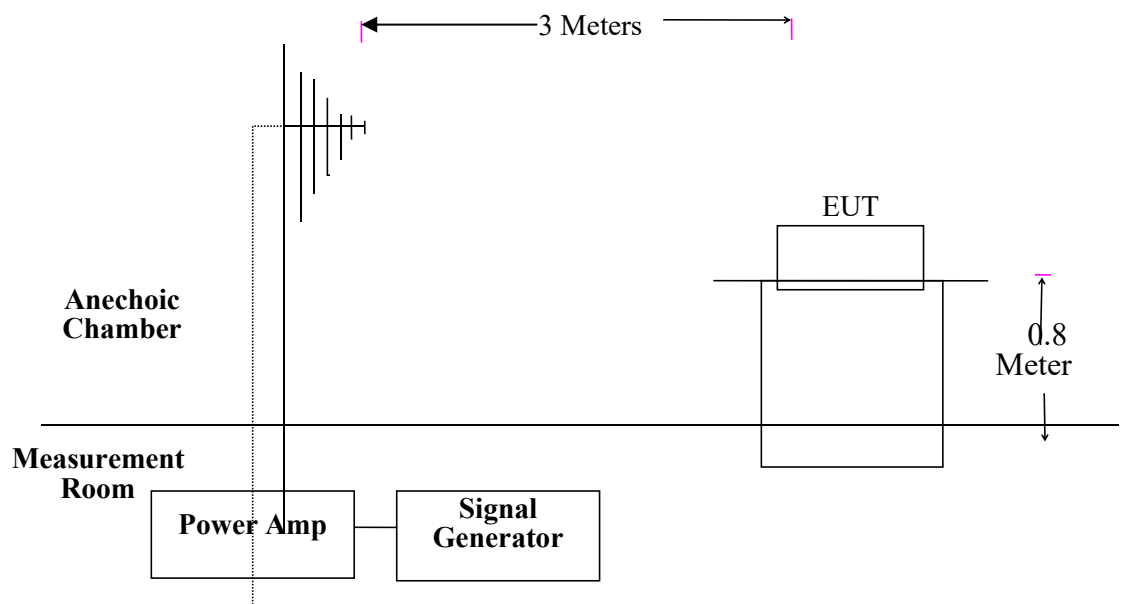 3 Meters
EUT
Anechoic
Chamber
0.8
Meter
Measurement
Room
Power Amp
Signal
Generator